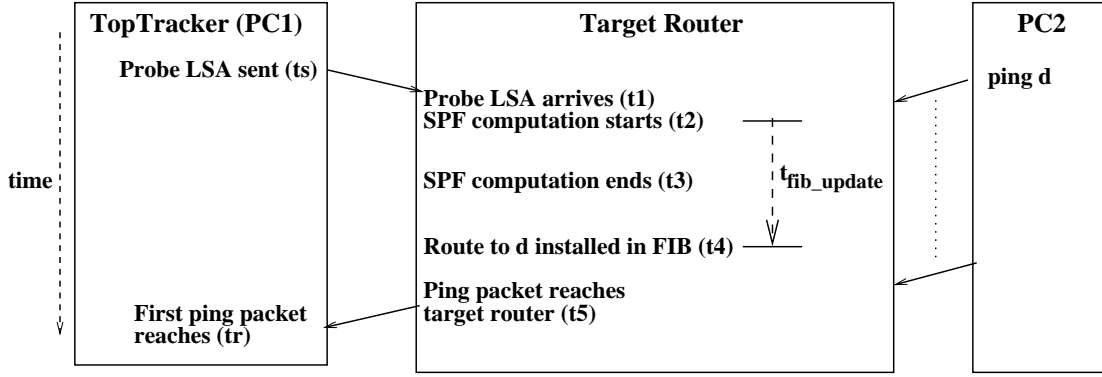 TopTracker (PC1)
Target Router
PC2
Probe LSA sent (ts)
ping d
Probe LSA arrives (t1)
SPF computation starts (t2)
time
SPF computation ends (t3)
t_fib_update
Route to d installed in FIB (t4)
Ping packet reaches
target router (t5)
First ping packet
reaches (tr)